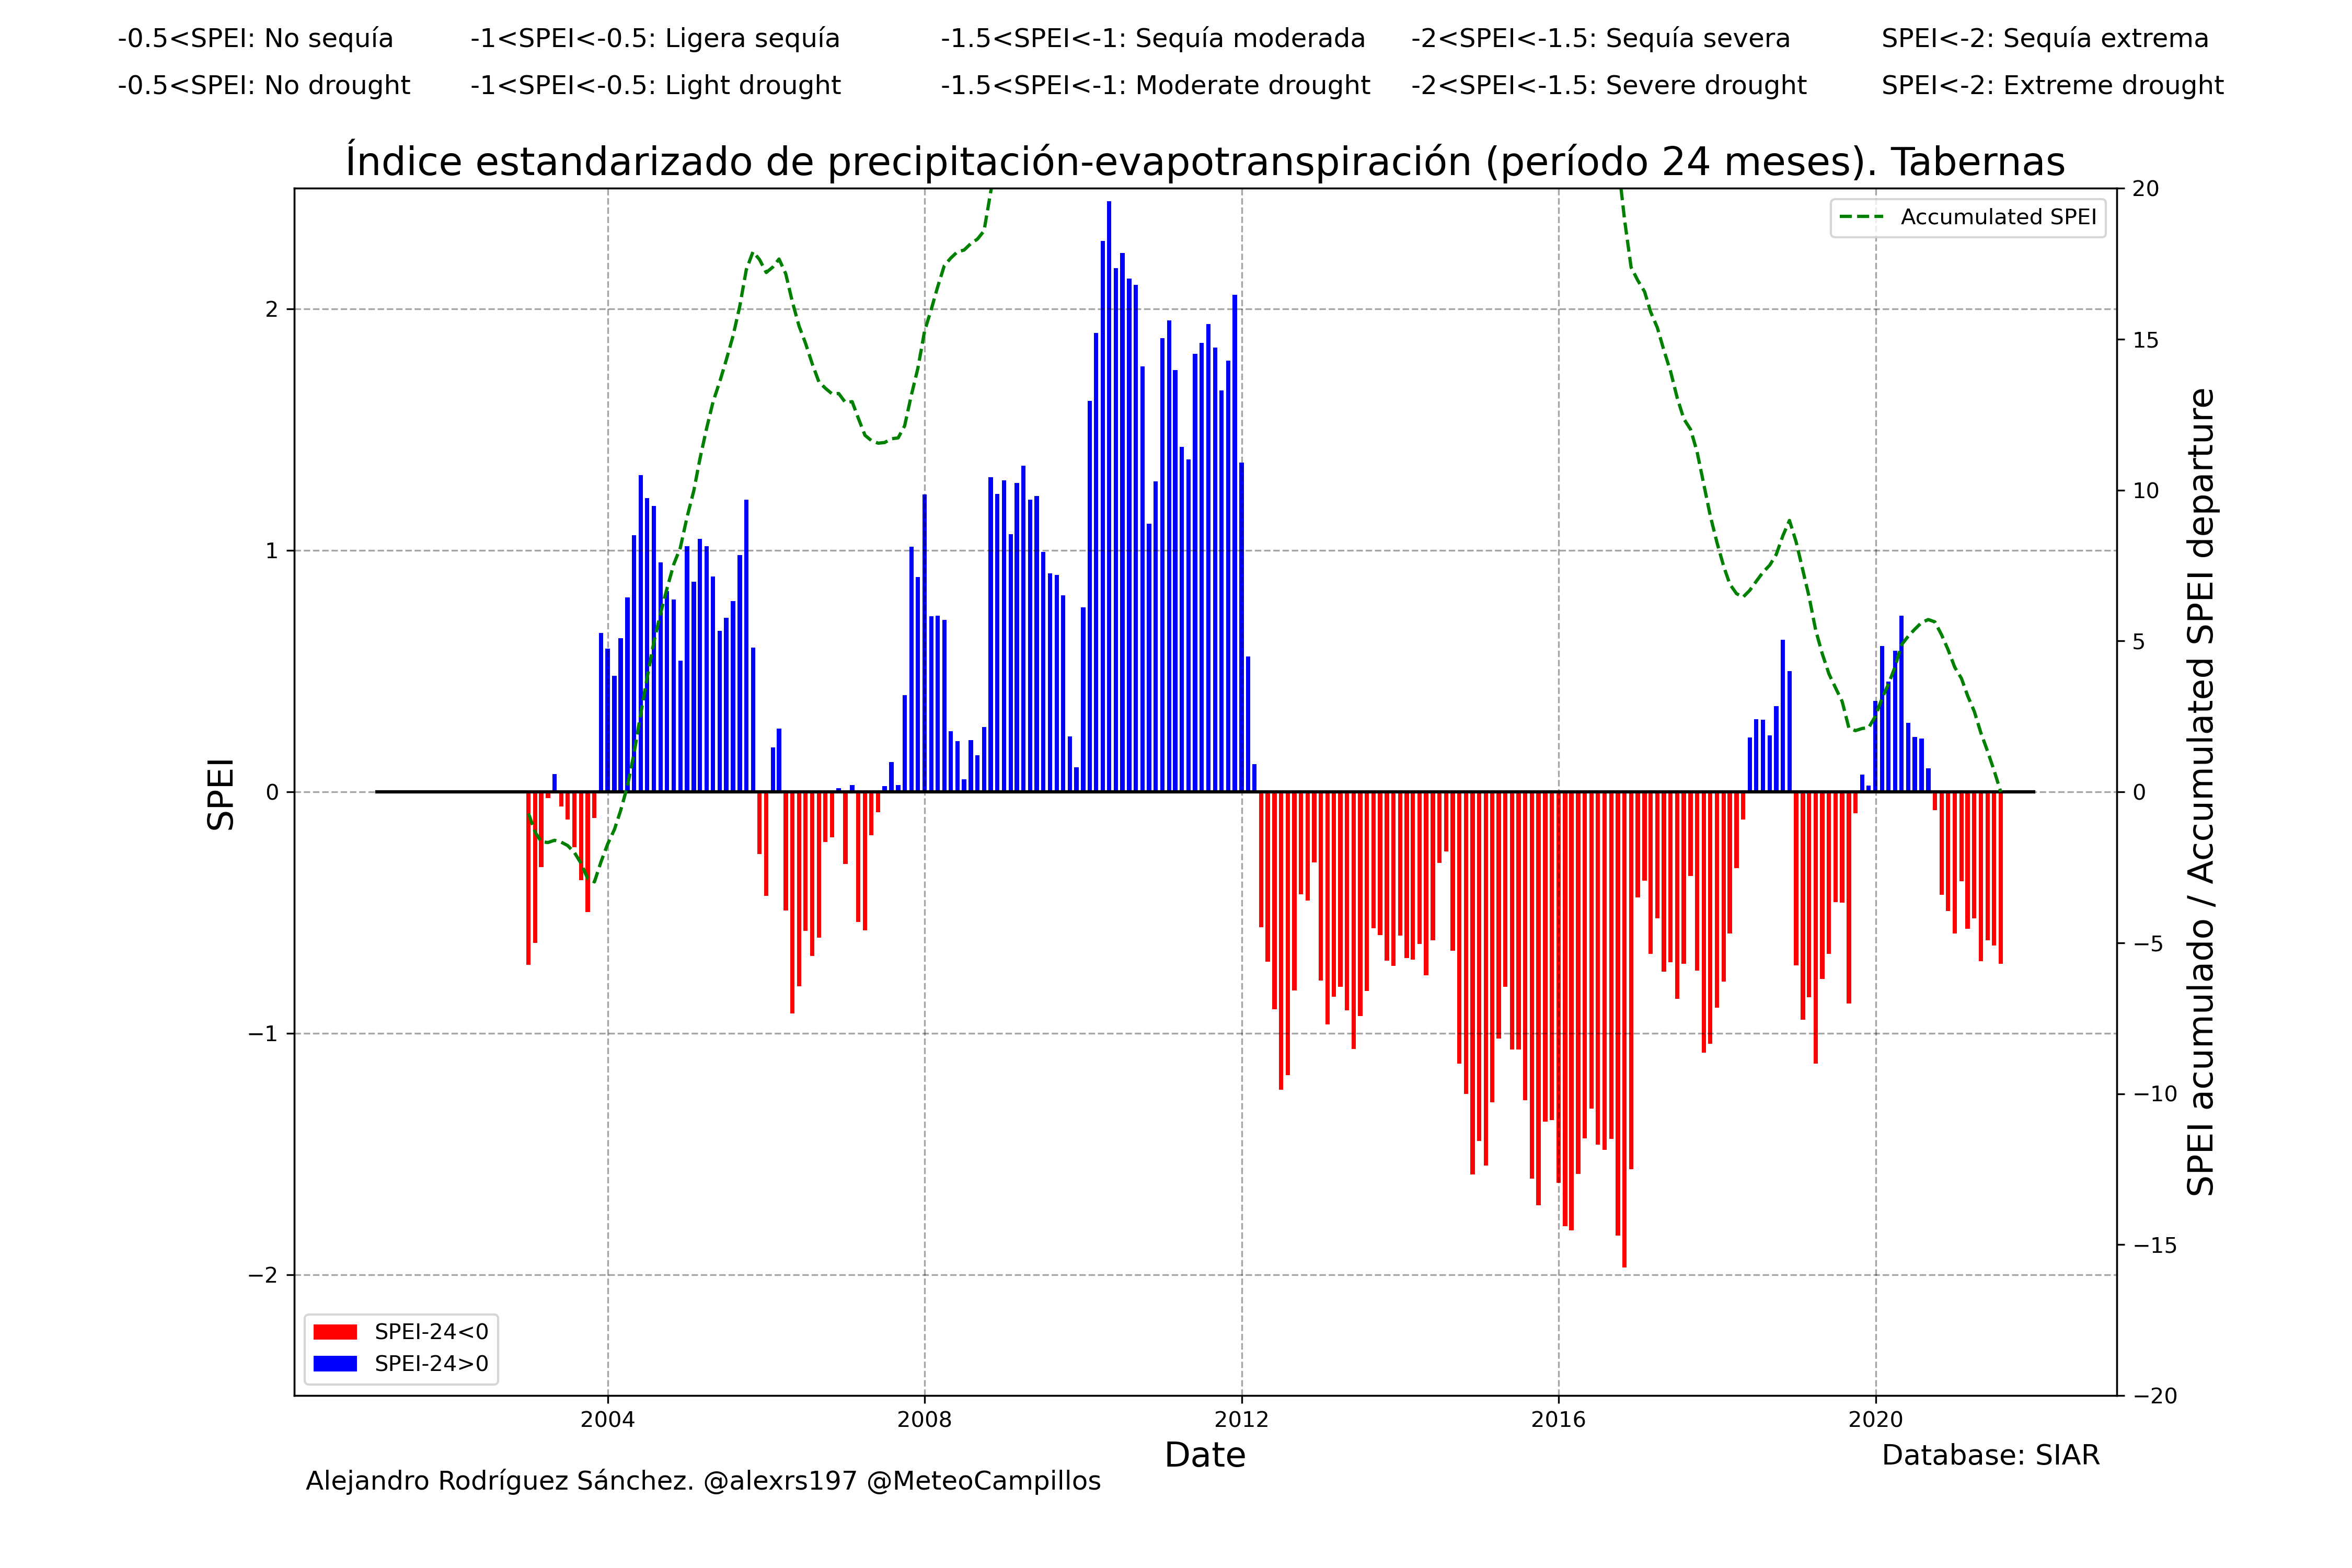 -0.5<SPEI: No sequía -1<SPEI<-0.5: Ligera sequía -1.5<SPEI<-1: Sequía moderada -2<SPEI<-1.5: Sequía severa SPEI<-2: Sequía extrema
-0.5<SPEI: No drought -1<SPEI<-0.5: Light drought -1.5<SPEI<-1: Moderate drought -2<SPEI<-1.5: Severe drought SPEI<-2: Extreme drought
Índice estandarizado de precipitación-evapotranspiración (período 24 meses). Tabernas
Accumulated SPEI
SPEI
2
1
0
−1
−2
20
15
10
5
0
−5
−10
−15
−20
SPEI acumulado / Accumulated SPEI departure
SPEI-24<0
SPEI-24>0
2004 2008 2012 2016 2020
Date
Database: SIAR
Alejandro Rodríguez Sánchez. @alexrs197 @MeteoCampillos